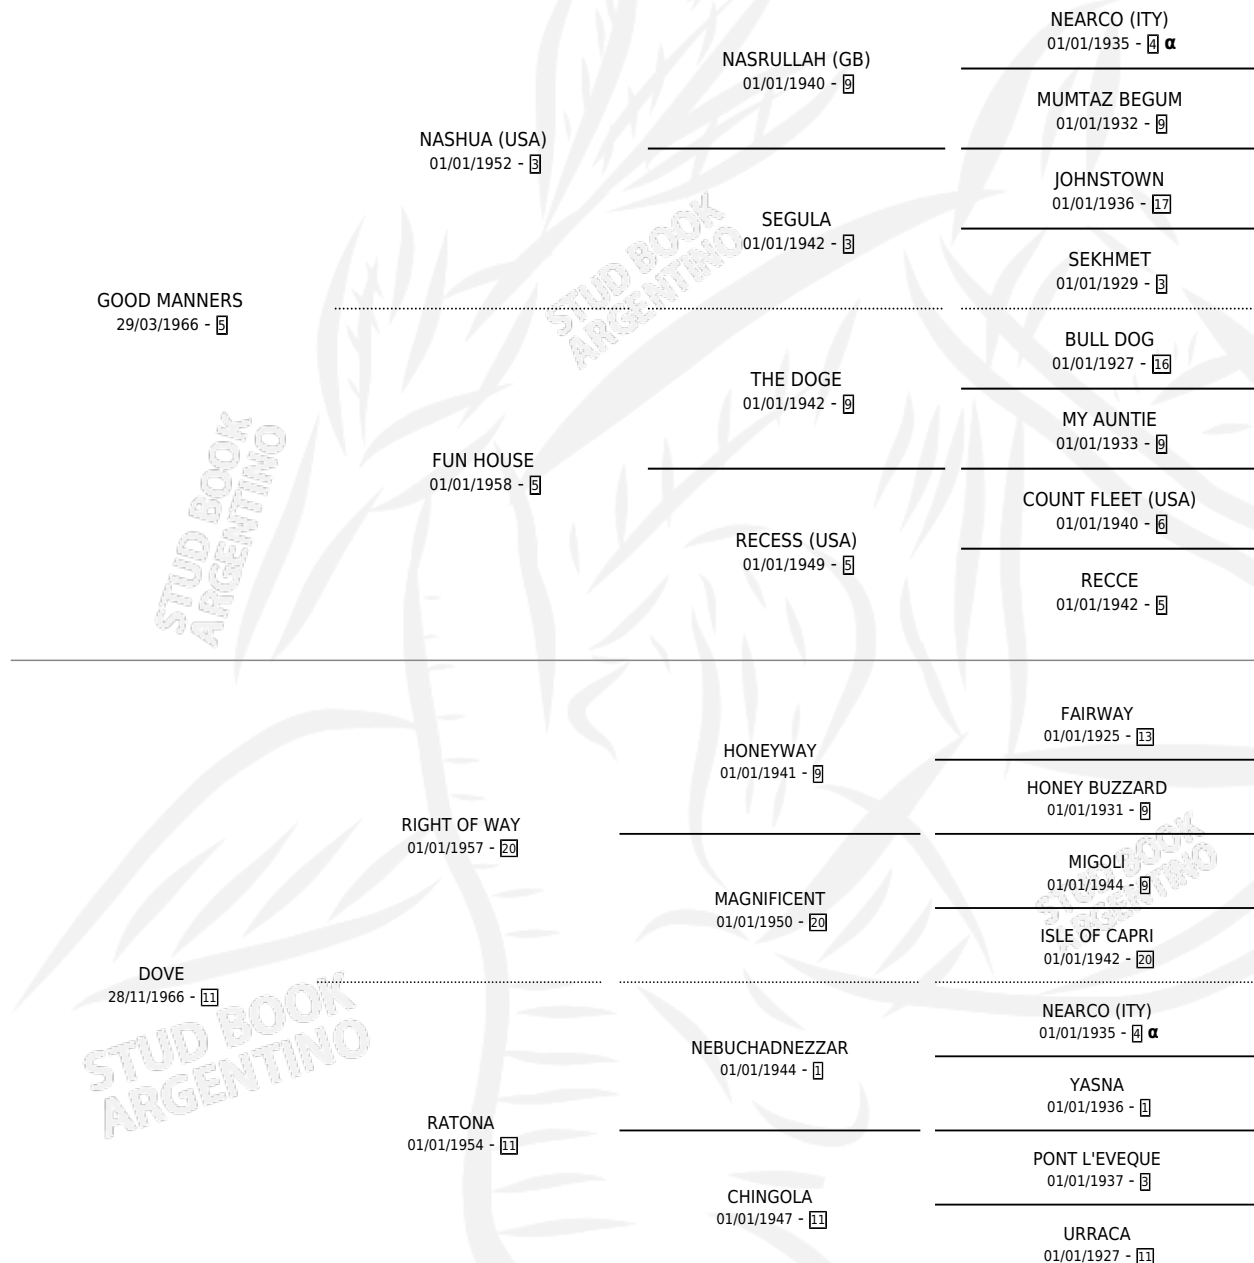 NEARCO (ITY)
01/01/1935 - 4 α
NASRULLAH (GB)
01/01/1940 - 9
MUMTAZ BEGUM
01/01/1932 - 9
NASHUA (USA)
01/01/1952 - 3
JOHNSTOWN
01/01/1936 - 17
SEGULA
01/01/1942 - 3
SEKHMET
01/01/1929 - 3
GOOD MANNERS
29/03/1966 - 5
BULL DOG
01/01/1927 - 16
THE DOGE
01/01/1942 - 9
MY AUNTIE
01/01/1933 - 9
FUN HOUSE
01/01/1958 - 5
COUNT FLEET (USA)
01/01/1940 - 6
RECESS (USA)
01/01/1949 - 5
RECCE
01/01/1942 - 5
STUD BOOK
ARGENTINO
STUD BOOK
ARGENTINO
FAIRWAY
01/01/1925 - 13
HONEYWAY
01/01/1941 - 9
HONEY BUZZARD
01/01/1931 - 9
RIGHT OF WAY
01/01/1957 - 20
MIGOLI
01/01/1944 - 9
MAGNIFICENT
01/01/1950 - 20
ISLE OF CAPRI
01/01/1942 - 20
DOVE
28/11/1966 - 11
NEARCO (ITY)
01/01/1935 - 4 α
NEBUCHADNEZZAR
01/01/1944 - 1
YASNA
01/01/1936 - 1
RATONA
01/01/1954 - 11
PONT L'EVEQUE
01/01/1937 - 3
CHINGOLA
01/01/1947 - 11
URRACA
01/01/1927 - 11
STUD BOOK
ARGENTINO
STUD BOOK
ARGENTINO